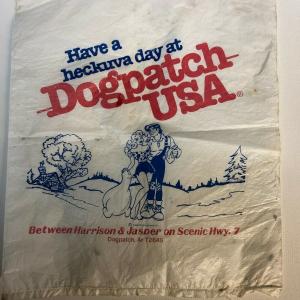 Have a
heckuva day at
Dogpatch
USA®
Between Harrison & Jasper on Scenic Hwy. 7
Dogpatch, Ar 72648